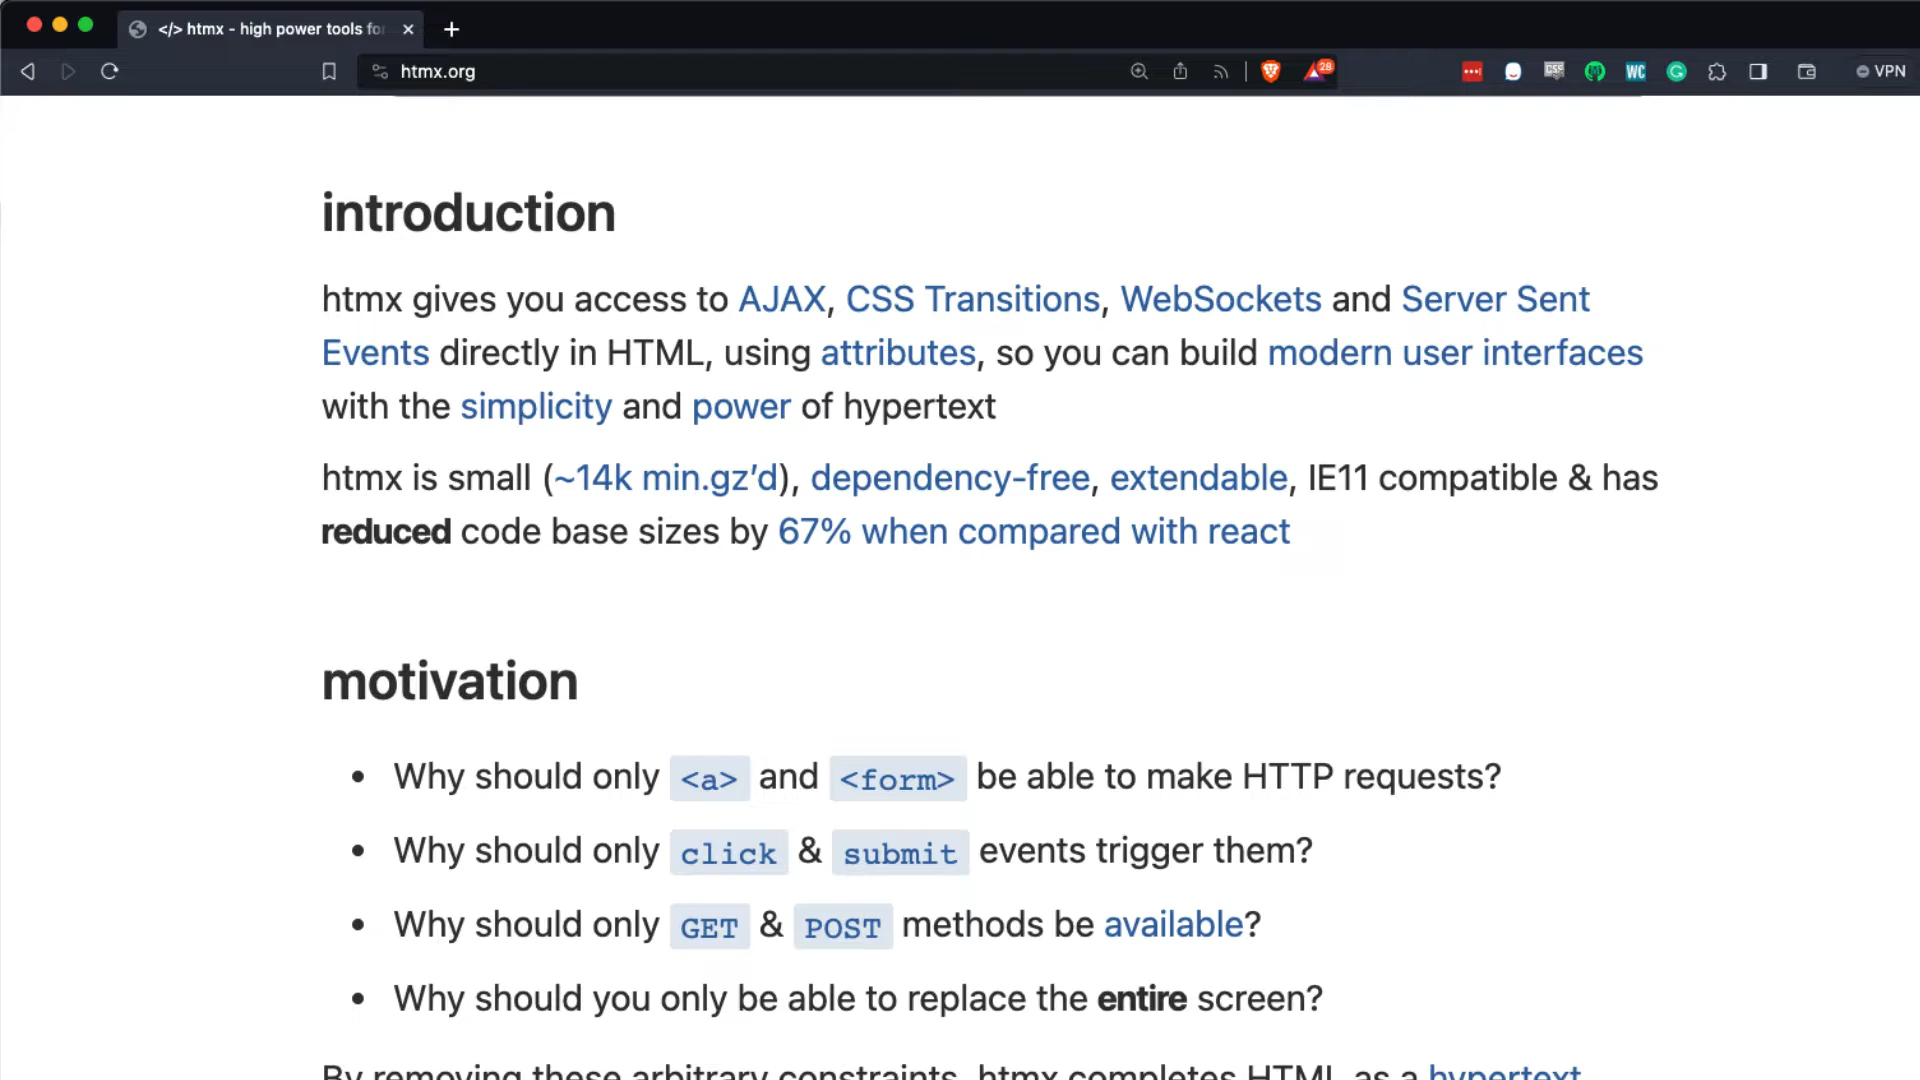 </> htmx - high power tools for
htmx.org
28
CSS
WC
VPN
introduction
htmx gives you access to AJAX, CSS Transitions, WebSockets and Server Sent
Events directly in HTML, using attributes, so you can build modern user interfaces
with the simplicity and power of hypertext
htmx is small (~14k min.gz’d), dependency-free, extendable, IE11 compatible & has
reduced code base sizes by 67% when compared with react
motivation
• Why should only <a> and <form> be able to make HTTP requests?
• Why should only click & submit events trigger them?
• Why should only GET & POST methods be available?
• Why should you only be able to replace the entire screen?
By removing these arbitrary constraints, htmx completes HTML as a hypertext